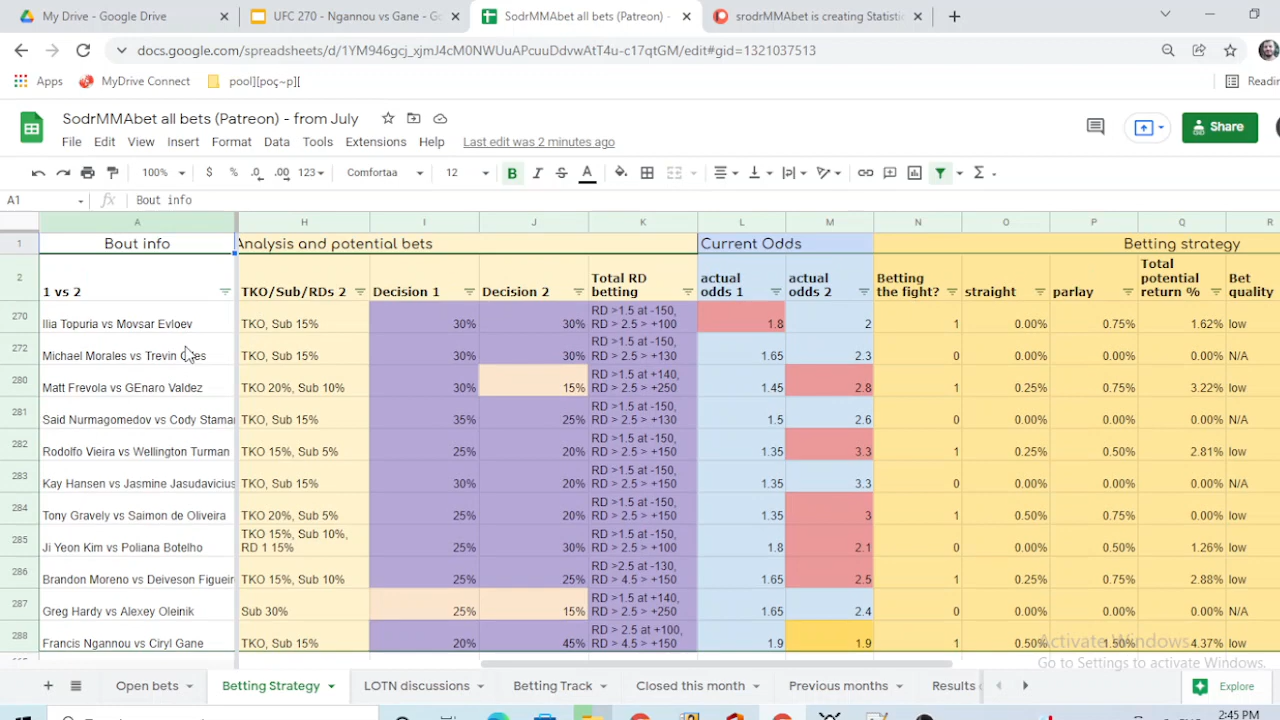 My Drive - Google Drive
UFC 270 - Ngannou vs Gane - Go
SodrMMAbet all bets (Patreon) -
srodrMMAbet is creating Statistic
docs.google.com/spreadsheets/d/1YM946gcj_xjmJ4cM0NWUuAPcuuDdvwAtT4u-c17qtGM/edit#gid=1321037513
Apps MyDrive Connect pool][poç~p][ Readin
SodrMMAbet all bets (Patreon) - from July
File Edit View Insert Format Data Tools Extensions Help Last edit was 2 minutes ago
Share
100% $ % .0 .00 123 Comfortaa 12 B I S A
A1 fx Bout info
A H I J K L M N O P Q R
1 Bout info Analysis and potential bets Current Odds Betting strategy
2 1 vs 2 TKO/Sub/RDs 2 Decision 1 Decision 2 Total RD betting actual odds 1 actual odds 2 Betting the fight? straight parlay Total potential return % Bet quality
270 Ilia Topuria vs Movsar Evloev TKO, Sub 15% 30% 30% RD >1.5 at -150, RD > 2.5 > +100 1.8 2 1 0.00% 0.75% 1.62% low
272 Michael Morales vs Trevin es TKO, Sub 15% 30% 30% RD >1.5 at -150, RD > 2.5 > +130 1.65 2.3 0 0.00% 0.00% 0.00% N/A
280 Matt Frevola vs GEnaro Valdez TKO 20%, Sub 10% 30% 15% RD >1.5 at +140, RD > 2.5 > +250 1.45 2.8 1 0.25% 0.75% 3.22% low
281 Said Nurmagomedov vs Cody Staman TKO, Sub 15% 35% 25% RD >1.5 at -150, RD > 2.5 > +130 1.5 2.6 0 0.00% 0.00% 0.00% N/A
282 Rodolfo Vieira vs Wellington Turman TKO 15%, Sub 5% 25% 20% RD >1.5 at -150, RD > 2.5 > +150 1.35 3.3 1 0.25% 0.50% 2.81% low
283 Kay Hansen vs Jasmine Jasudavicius TKO, Sub 15% 30% 20% RD >1.5 at -150, RD > 2.5 > +150 1.35 3.3 0 0.00% 0.00% 0.00% N/A
284 Tony Gravely vs Saimon de Oliveira TKO 20%, Sub 5% 25% 20% RD >1.5 at -150, RD > 2.5 > +150 1.35 3 1 0.50% 0.75% 0.00% low
285 Ji Yeon Kim vs Poliana Botelho TKO 15%, Sub 10%, RD 1 15% 25% 30% RD >1.5 at -150, RD > 2.5 > +100 1.8 2.1 0 0.00% 0.50% 1.26% low
286 Brandon Moreno vs Deiveson Figueir TKO 15%, Sub 10% 25% 25% RD >2.5 at -130, RD > 4.5 > +150 1.65 2.5 1 0.25% 0.75% 2.88% low
287 Greg Hardy vs Alexey Oleinik Sub 30% 25% 15% RD >1.5 at +140, RD > 2.5 > +250 1.65 2.4 0 0.00% 0.00% 0.00% N/A
288 Francis Ngannou vs Ciryl Gane TKO, Sub 15% 20% 45% RD > 2.5 at +100, RD > 4.5 > +150 1.9 1.9 1 0.50% 1.50% 4.37% low
Activate Windows
Go to Settings to activate Windows.
Open bets Betting Strategy LOTN discussions Betting Track Closed this month Previous months Results Explore
2:45 PM